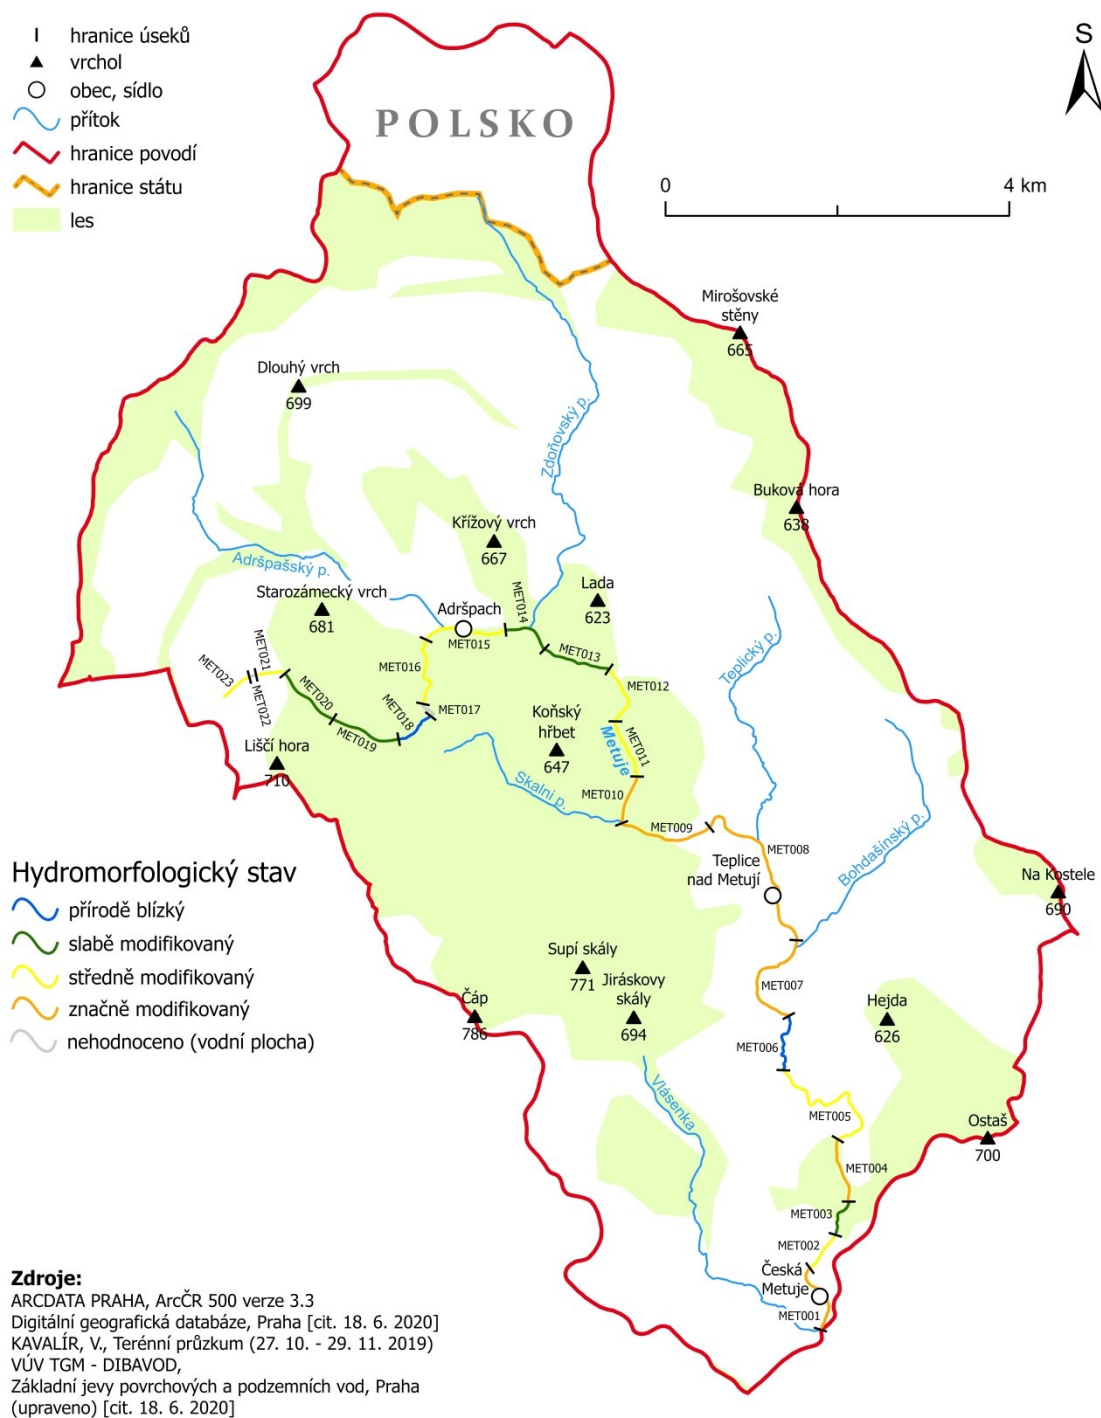 hranice úseků
vrchol
obec, sídlo
přítok
hranice povodí
hranice státu
les
POLSKO
S
0
4 km
Mirošovské
stěny
665
Dlouhý vrch
699
Zdoňovský p.
Buková hora
638
Křížový vrch
667
Adršpašský p.
Lada
623
Starozámecký vrch
681
Adršpach
MET014
MET015
MET013
MET016
MET012
MET021
MET023
MET022
MET020
MET019
MET018
MET017
Teplický p.
Koňský
hřbet
647
Metuje
MET011
Liščí hora
710
Skalni p.
MET010
MET009
MET008
Teplice
nad Metují
Bohdašínský p.
Na Kostele
690
Hydromorfologický stav
přírodě blízký
slabě modifikovaný
středně modifikovaný
značně modifikovaný
nehodnoceno (vodní plocha)
Supí skály
771
Jiráskovy
skály
694
Čáp
786
MET007
Hejda
626
MET006
Vlásenka
MET005
Ostaš
700
MET004
MET003
MET002
Česká
Metuje
MET001
Zdroje:
ARCDATA PRAHA, ArcČR 500 verze 3.3
Digitální geografická databáze, Praha [cit. 18. 6. 2020]
KAVALÍR, V., Terénní průzkum (27. 10. - 29. 11. 2019)
VÚV TGM - DIBAVOD,
Základní jevy povrchových a podzemních vod, Praha
(upraveno) [cit. 18. 6. 2020]